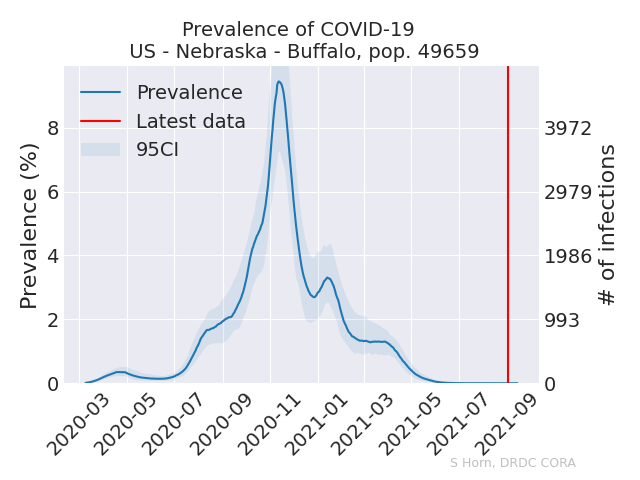 Prevalence of COVID-19
US - Nebraska - Buffalo, pop. 49659
Prevalence
Latest data
95CI
Prevalence (%)
8
6
4
2
0
3972
2979
1986
993
0
# of infections
2020-03
2020-05
2020-07
2020-09
2020-11
2021-01
2021-03
2021-05
2021-07
2021-09
S Horn, DRDC CORA